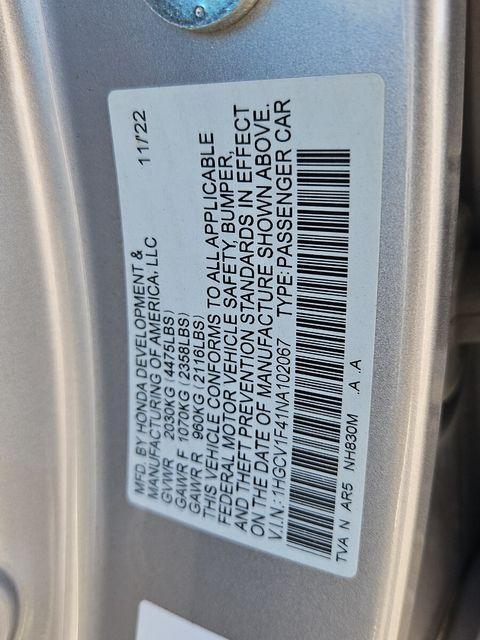 MFD. BY HONDA DEVELOPMENT & 11/22
MANUFACTURING OF AMERICA, LLC
GVWR 2030KG (4475LBS)
GAWR F 1070KG (2358LBS)
GAWR R 960KG (2116LBS)
THIS VEHICLE CONFORMS TO ALL APPLICABLE
FEDERAL MOTOR VEHICLE SAFETY, BUMPER,
AND THEFT PREVENTION STANDARDS IN EFFECT
ON THE DATE OF MANUFACTURE SHOWN ABOVE.
V.I.N.: 1HGCV1F41NA102067 TYPE: PASSENGER CAR
TVA N AR5 NH830M .A .A